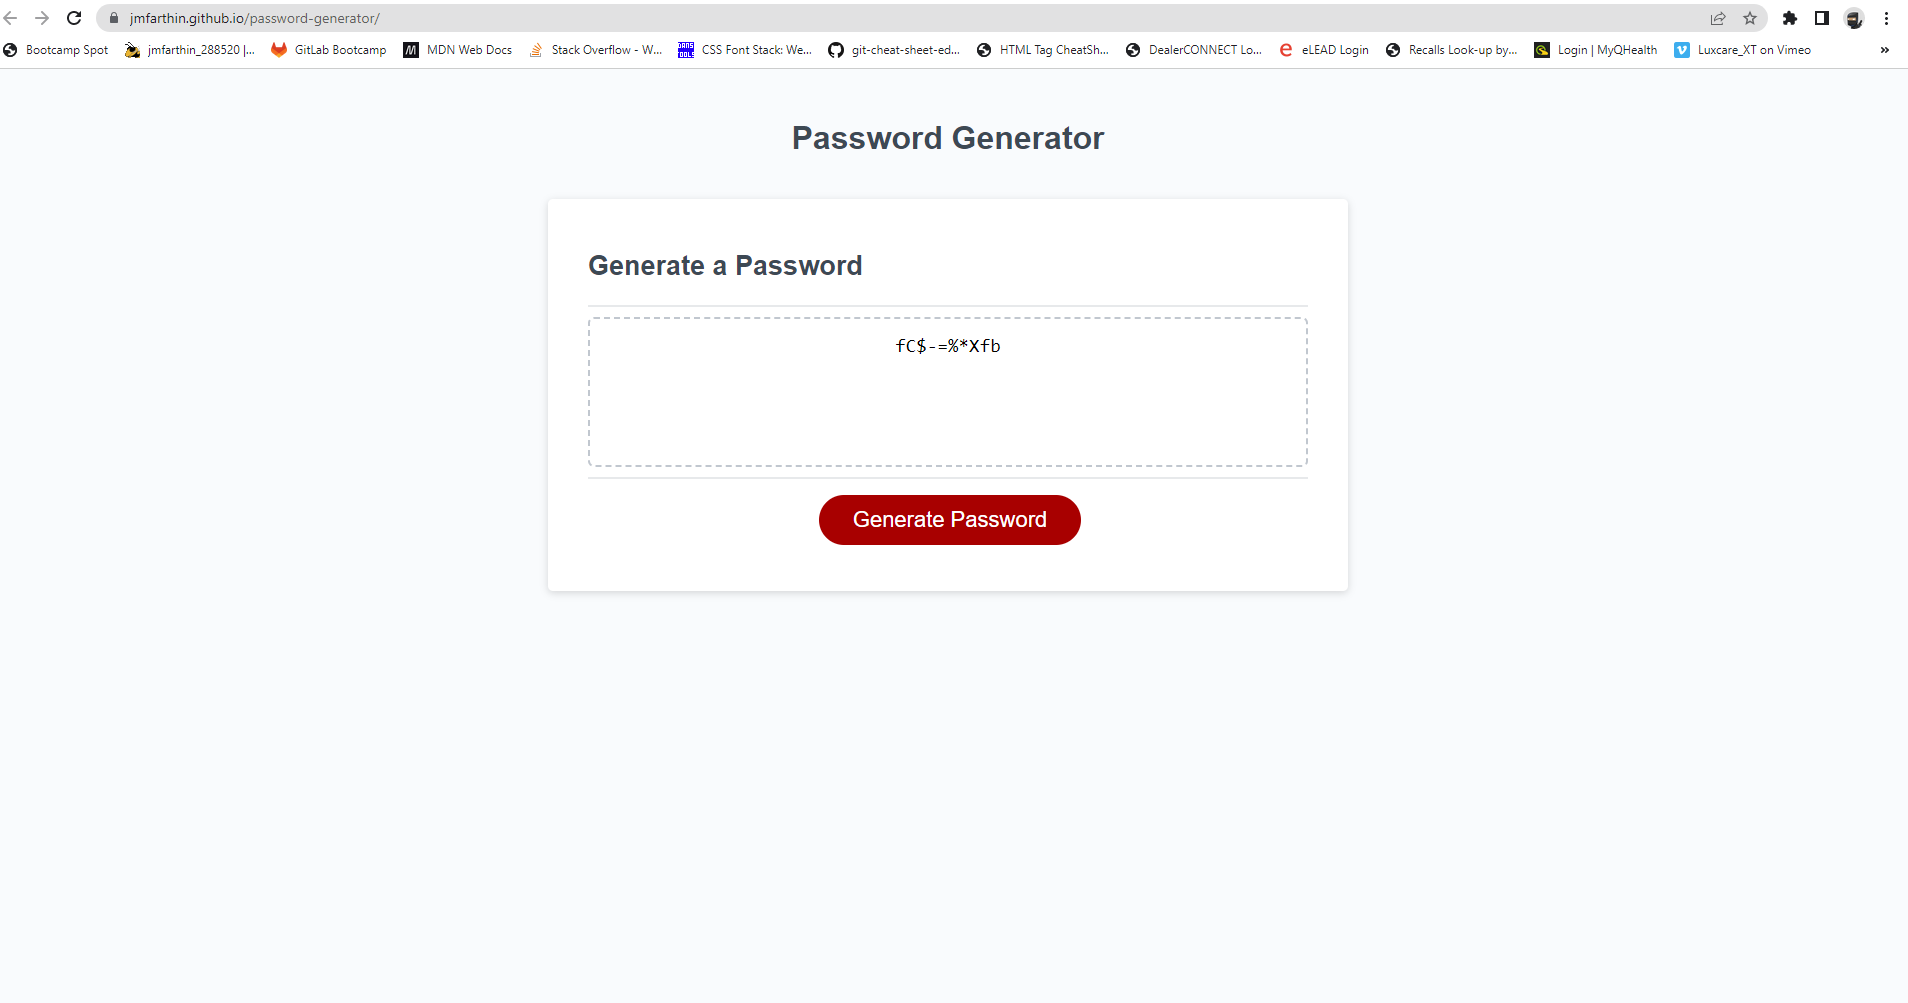 jmfarthin.github.io/password-generator/
Bootcamp Spot jmfarthin_288520 |... GitLab Bootcamp MDN Web Docs Stack Overflow - W... CSS Font Stack: We... git-cheat-sheet-ed... HTML Tag CheatSh... DealerCONNECT Lo... eLEAD Login Recalls Look-up by... Login | MyQHealth Luxcare_XT on Vimeo »
Password Generator
Generate a Password
fC$-=%*Xfb
Generate Password